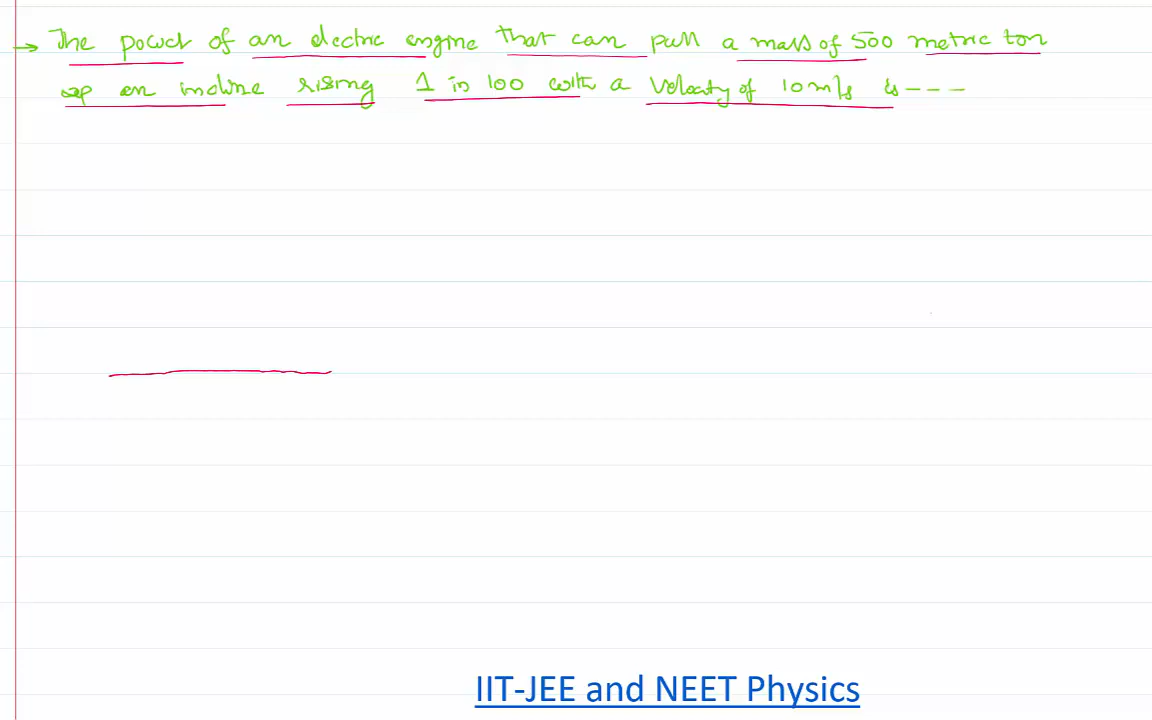 → The power of an electric engine that can pull a mass of 500 metric ton
up an incline rising 1 in 100 with a velocity of 10 m/s is ---
IIT-JEE and NEET Physics